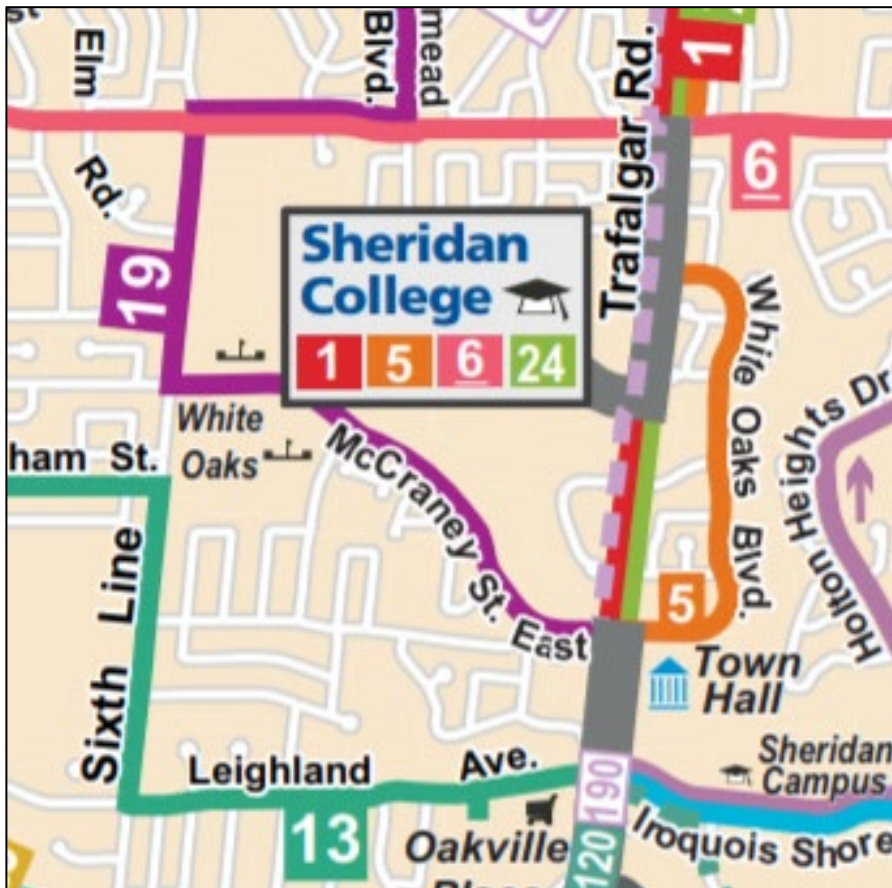 Elm
Rd.
Blvd.
mead
Trafalgar Rd.
1
6
19
Sheridan
College
1 5 6 24
White
Oaks
ham St.
McCraney St. East
White Oaks Blvd.
Holton Heights Dr
5
Sixth Line
Town
Hall
Leighland Ave.
13
190
120
Sheridan
Campus
Iroquois Shore
Oakville